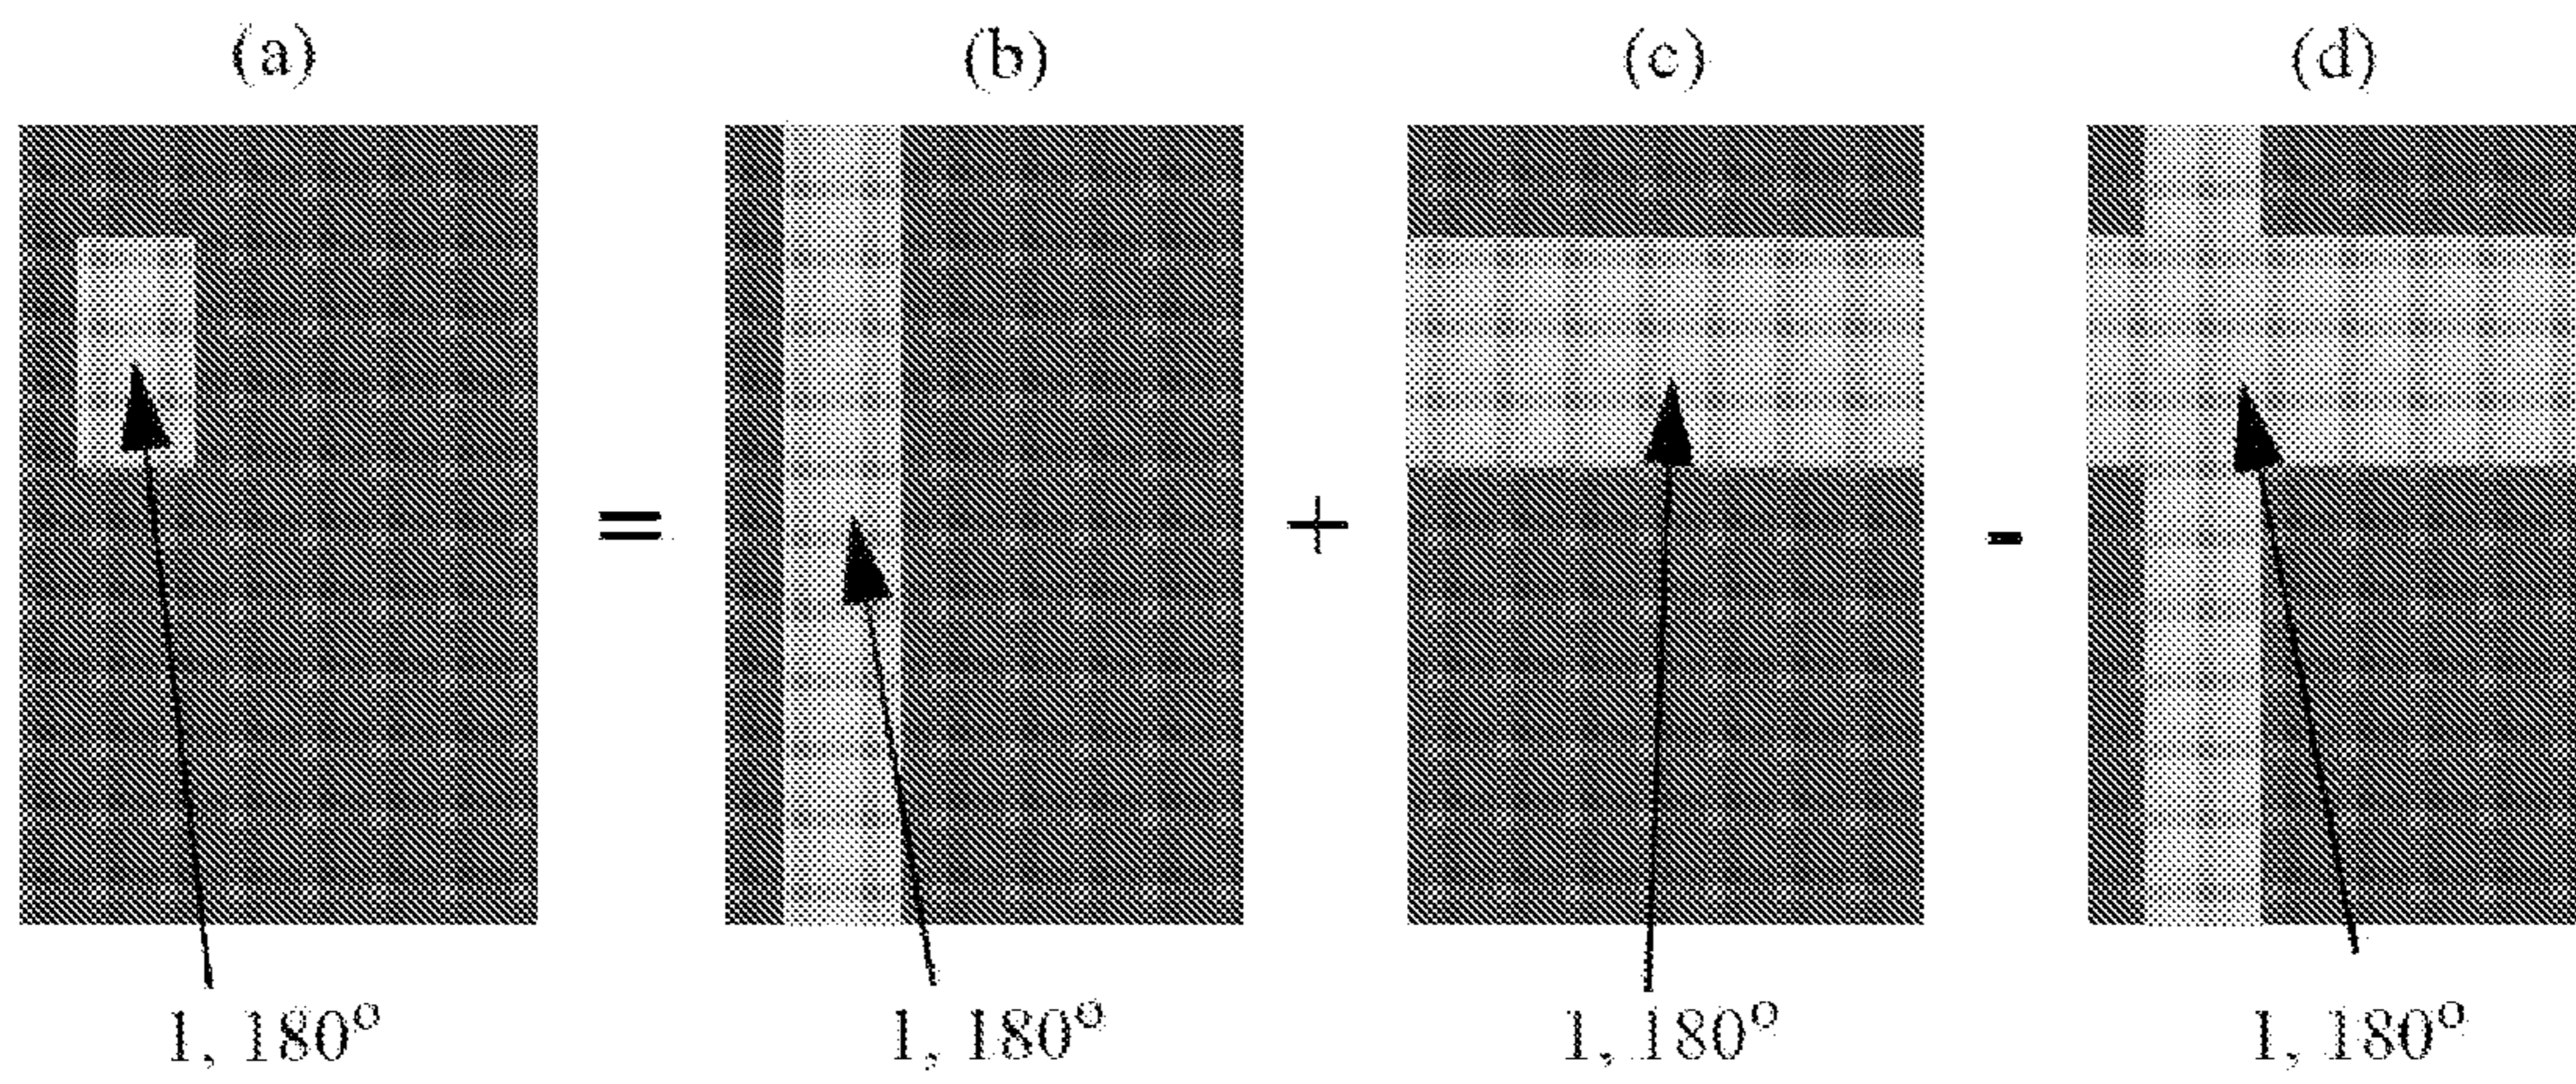 (a) (b) (c) (d)
= + -
1, 180° 1, 180° 1, 180° 1, 180°